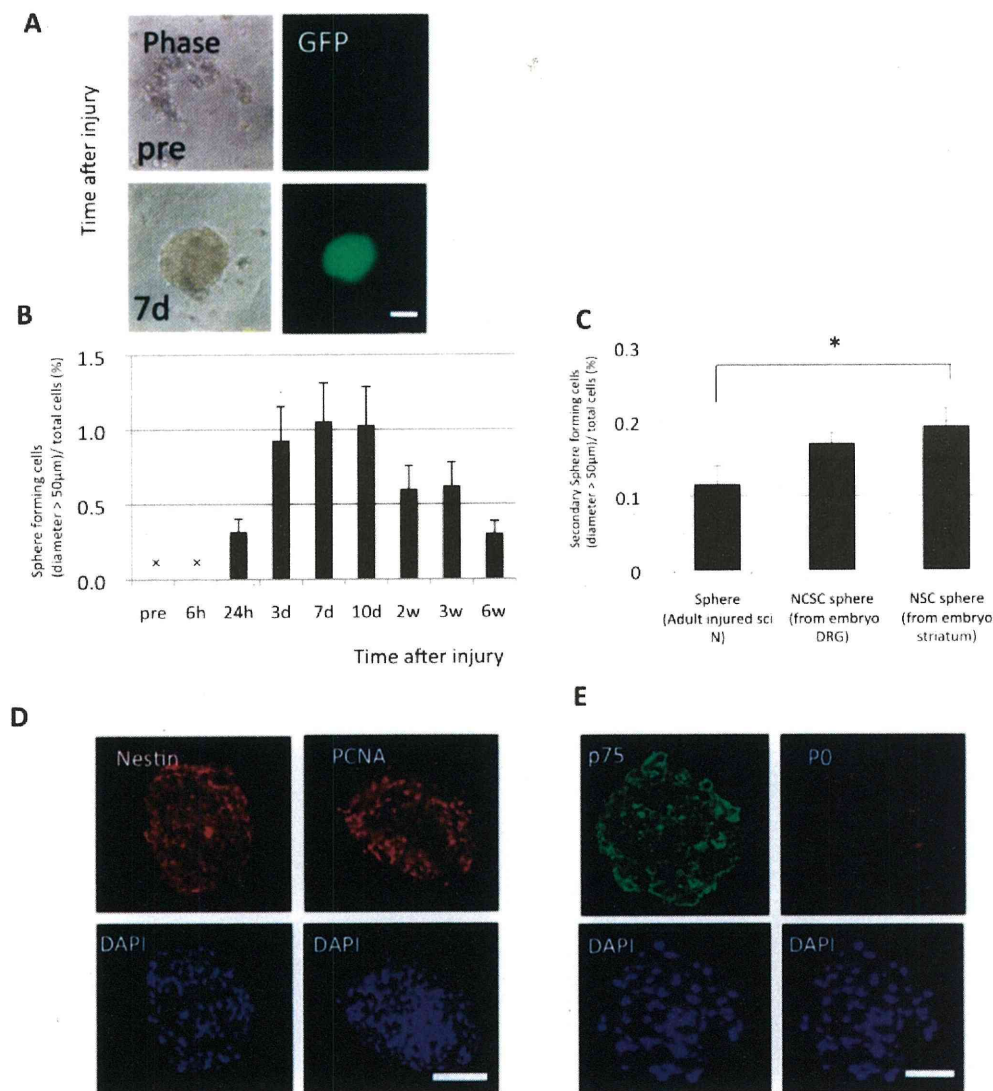 A
Time after injury
Phase
pre
GFP
7d
B
Sphere forming cells
(diameter > 50μm)/ total cells (%)
1.5
1.0
0.5
0.0
×
×
pre
6h
24h
3d
7d
10d
2w
3w
6w
Time after injury
C
Secondary Sphere forming cells
(diameter > 50μm)/ total cells (%)
0.3
0.2
0.1
0
*
Sphere
(Adult injured sci
N)
NCSC sphere
(from embryo
DRG)
NSC sphere
(from embryo
striatum)
D
Nestin
PCNA
DAPI
DAPI
E
p75
P0
DAPI
DAPI